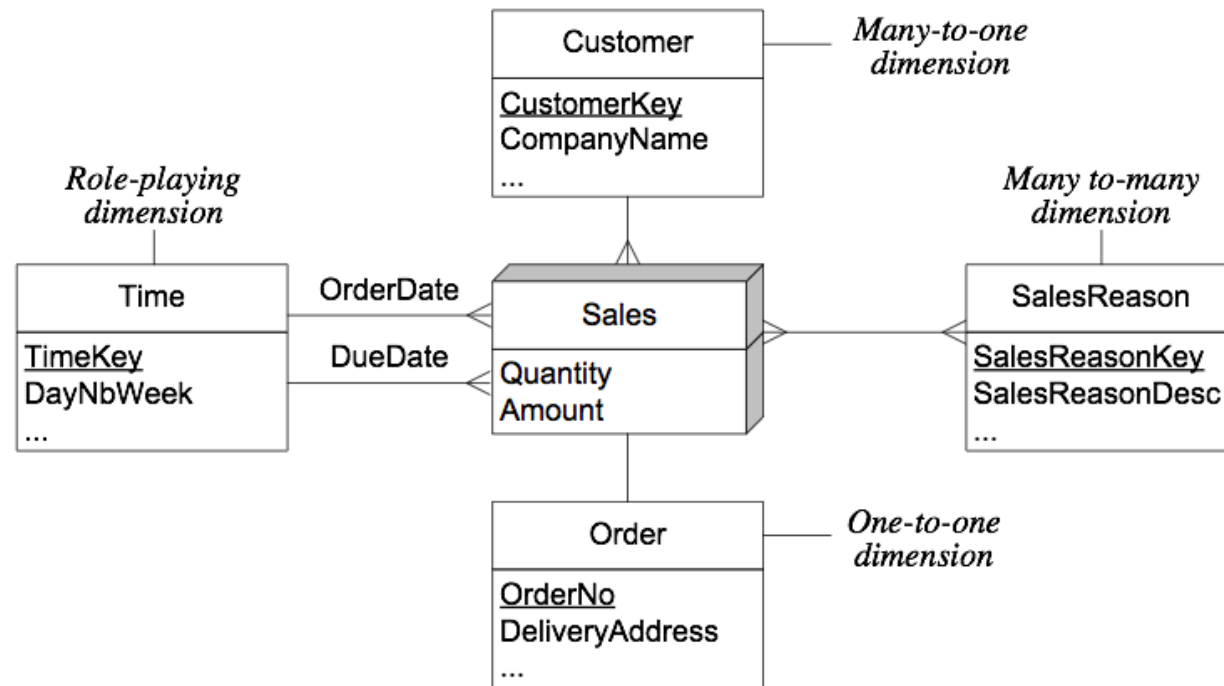 Customer
CustomerKey
CompanyName
...
Many-to-one
dimension
Role-playing
dimension
Time
TimeKey
DayNbWeek
...
OrderDate
DueDate
Sales
Quantity
Amount
Many to-many
dimension
SalesReason
SalesReasonKey
SalesReasonDesc
...
Order
OrderNo
DeliveryAddress
...
One-to-one
dimension